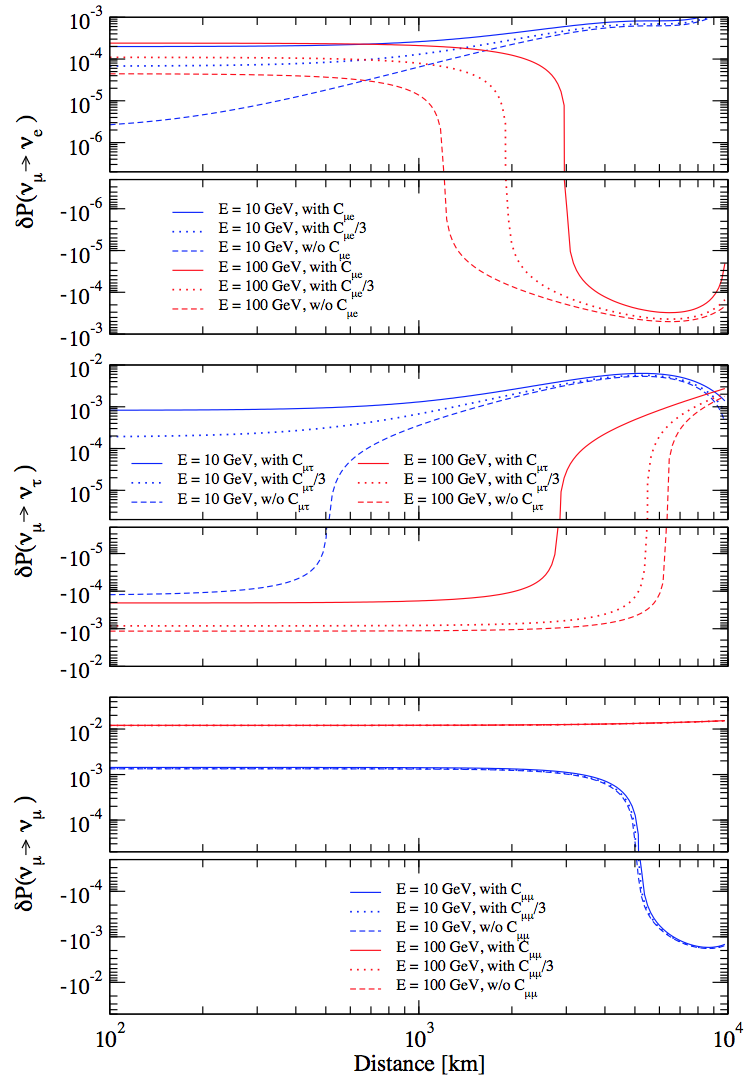 10⁻³
10⁻⁴
10⁻⁵
10⁻⁶
δP(ν_μ → ν_e)
-10⁻⁶
-10⁻⁵
-10⁻⁴
-10⁻³
E = 10 GeV, with C_μe
E = 10 GeV, with C_μe/3
E = 10 GeV, w/o C_μe
E = 100 GeV, with C_μe
E = 100 GeV, with C_μe/3
E = 100 GeV, w/o C_μe
10⁻²
10⁻³
10⁻⁴
10⁻⁵
δP(ν_μ → ν_τ)
E = 10 GeV, with C_μτ
E = 10 GeV, with C_μτ/3
E = 10 GeV, w/o C_μτ
E = 100 GeV, with C_μτ
E = 100 GeV, with C_μτ/3
E = 100 GeV, w/o C_μτ
-10⁻⁵
-10⁻⁴
-10⁻³
-10⁻²
10⁻²
10⁻³
10⁻⁴
δP(ν_μ → ν_μ)
-10⁻⁴
-10⁻³
-10⁻²
E = 10 GeV, with C_μμ
E = 10 GeV, with C_μμ/3
E = 10 GeV, w/o C_μμ
E = 100 GeV, with C_μμ
E = 100 GeV, with C_μμ/3
E = 100 GeV, w/o C_μμ
10² 10³ 10⁴
Distance [km]